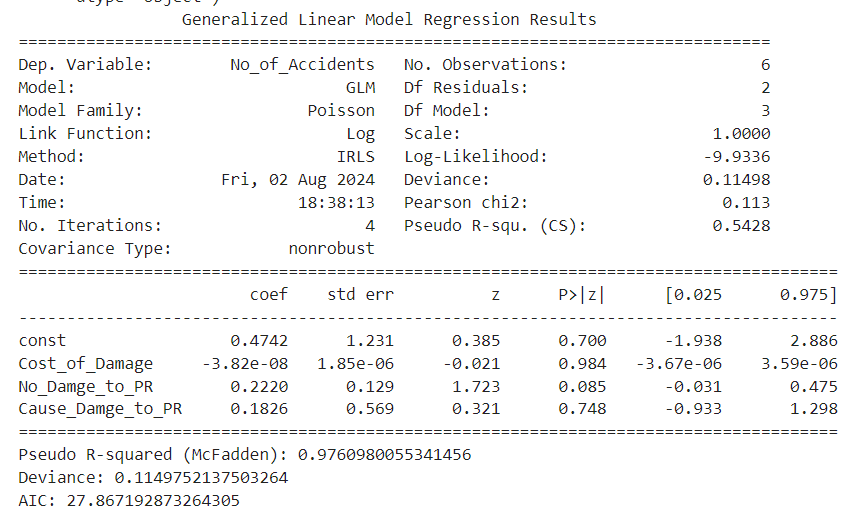 Generalized Linear Model Regression Results
==============================================================================
Dep. Variable: No_of_Accidents No. Observations: 6
Model: GLM Df Residuals: 2
Model Family: Poisson Df Model: 3
Link Function: Log Scale: 1.0000
Method: IRLS Log-Likelihood: -9.9336
Date: Fri, 02 Aug 2024 Deviance: 0.11498
Time: 18:38:13 Pearson chi2: 0.113
No. Iterations: 4 Pseudo R-squ. (CS): 0.5428
Covariance Type: nonrobust
=====================================================================================
coef std err z P>|z| [0.025 0.975]
-------------------------------------------------------------------------------------
const 0.4742 1.231 0.385 0.700 -1.938 2.886
Cost_of_Damage -3.82e-08 1.85e-06 -0.021 0.984 -3.67e-06 3.59e-06
No_Damge_to_PR 0.2220 0.129 1.723 0.085 -0.031 0.475
Cause_Damge_to_PR 0.1826 0.569 0.321 0.748 -0.933 1.298
=====================================================================================
Pseudo R-squared (McFadden): 0.9760980055341456
Deviance: 0.1149752137503264
AIC: 27.867192873264305